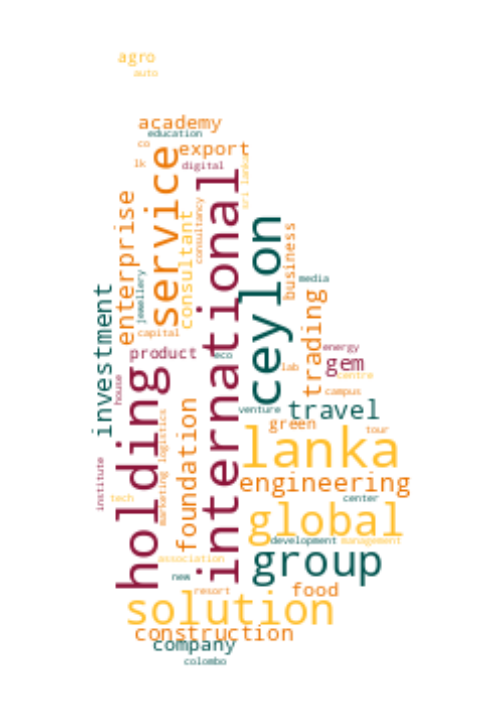 agro
auto
academy
education
co
export
lk
digital
service
sri lanka
international
enterprise
consultant
consultancy
ceylon
business
media
jewellery
investment
trading
capital
product
eco
energy
gem
lab
centre
house
holding
campus
venture
travel
marketing
logistics
foundation
green
tour
lanka
institute
engineering
tech
center
global
development
management
group
association
new
resort
food
solution
construction
company
colombo